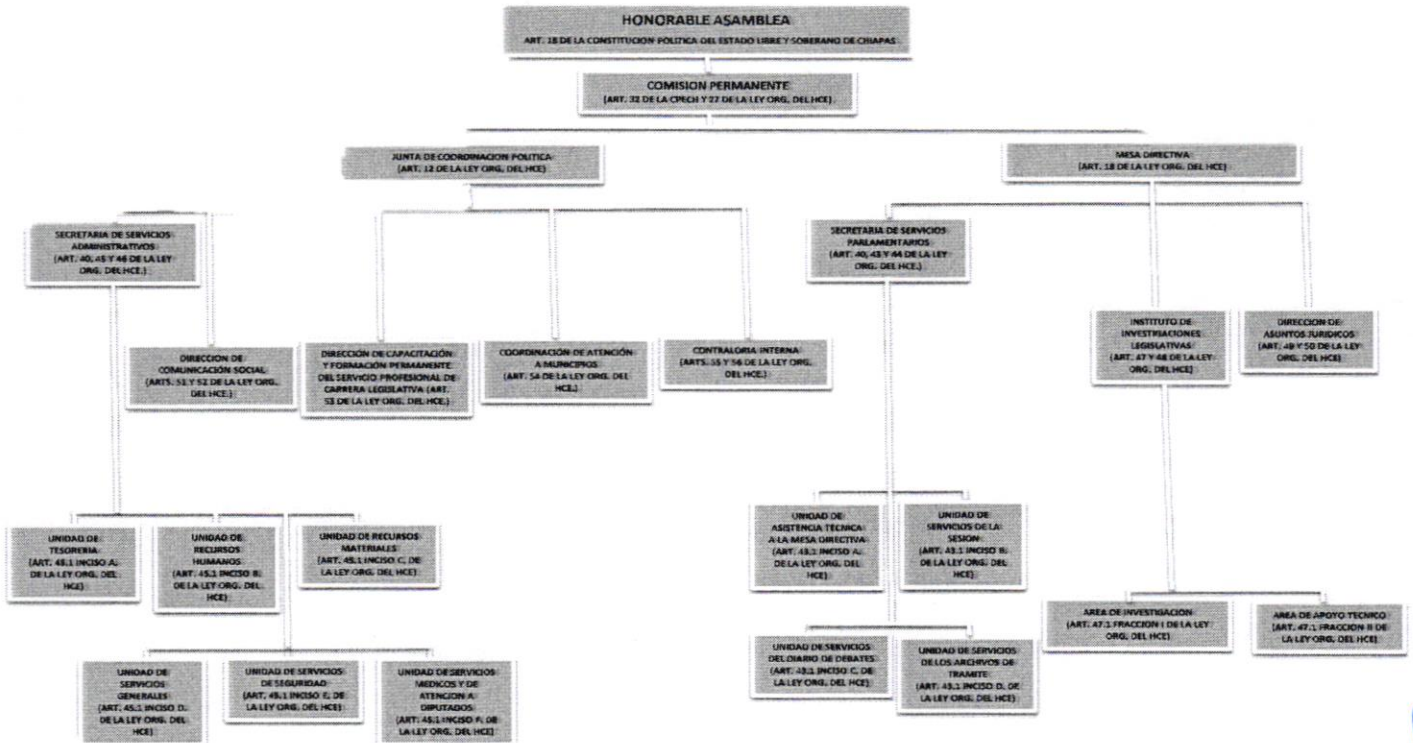 HONORABLE ASAMBLEA
ART. 18 DE LA CONSTITUCION POLITICA DEL ESTADO LIBRE Y SOBERANO DE CHIAPAS
COMISION PERMANENTE
(ART. 32 DE LA CPECH Y 27 DE LA LEY ORG. DEL HCE)
JUNTA DE COORDINACION POLITICA
(ART. 12 DE LA LEY ORG. DEL HCE)
MESA DIRECTIVA
(ART. 18 DE LA LEY ORG. DEL HCE)
SECRETARIA DE SERVICIOS
ADMINISTRATIVOS
(ART. 40, 45 Y 46 DE LA LEY
ORG. DEL HCE.)
SECRETARIA DE SERVICIOS
PARLAMENTARIOS
(ART. 40, 43 Y 44 DE LA LEY
ORG. DEL HCE.)
DIRECCION DE
COMUNICACIÓN SOCIAL
(ARTS. 51 Y 52 DE LA LEY ORG.
DEL HCE.)
DIRECCIÓN DE CAPACITACIÓN
Y FORMACIÓN PERMANENTE
DEL SERVICIO PROFESIONAL DE
CARRERA LEGISLATIVA (ART.
53 DE LA LEY ORG. DEL HCE.)
COORDINACIÓN DE ATENCIÓN
A MUNICIPIOS
(ART. 54 DE LA LEY ORG. DEL
HCE.)
CONTRALORIA INTERNA
(ARTS. 55 Y 56 DE LA LEY ORG.
DEL HCE.)
INSTITUTO DE
INVESTRIACIONES
LEGISLATIVAS
(ART. 47 Y 48 DE LA LEY
ORG. DEL HCE)
DIRECCION DE
ASUNTOS JURIDICOS
(ART. 49 Y 50 DE LA LEY
ORG. DEL HCE)
UNIDAD DE
TESORERIA
(ART. 45.1 INCISO A, DE
DE LA LEY ORG. DEL
HCE)
UNIDAD DE
RECURSOS
HUMANOS
(ART. 45.1 INCISO B, DE
DE LA LEY ORG. DEL
HCE)
UNIDAD DE RECURSOS
MATERIALES
(ART. 45.1 INCISO C, DE
LA LEY ORG. DEL HCE)
UNIDAD DE
ASISTENCIA TECNICA
A LA MESA DIRECTIVA
(ART. 43.1 INCISO A,
DE LA LEY ORG. DEL
HCE)
UNIDAD DE
SERVICIOS DE LA
SESION
(ART. 43.1 INCISO B,
DE LA LEY ORG. DEL
HCE)
AREA DE INVESTIGACION
(ART. 47.1 FRACCION I DE LA LEY
ORG. DEL HCE)
AREA DE APOYO TECNICO
(ART. 47.1 FRACCION II DE
LA LEY ORG. DEL HCE)
UNIDAD DE
SERVICIOS
GENERALES
(ART. 45.1 INCISO D,
DE LA LEY ORG. DEL
HCE)
UNIDAD DE SERVICIOS
DE SEGURIDAD
(ART. 45.1 INCISO E, DE
LA LEY ORG. DEL HCE)
UNIDAD DE SERVICIOS
MEDICOS Y DE
ATENCION A
DIPUTADOS
(ART. 45.1 INCISO F, DE
LA LEY ORG. DEL HCE)
UNIDAD DE SERVICIOS
DEL DIARIO DE DEBATES
(ART. 43.1 INCISO C, DE
LA LEY ORG. DEL HCE)
UNIDAD DE SERVICIOS
DE LOS ARCHIVOS DE
TRAMITE
(ART. 43.1 INCISO D, DE
LA LEY ORG. DEL HCE)